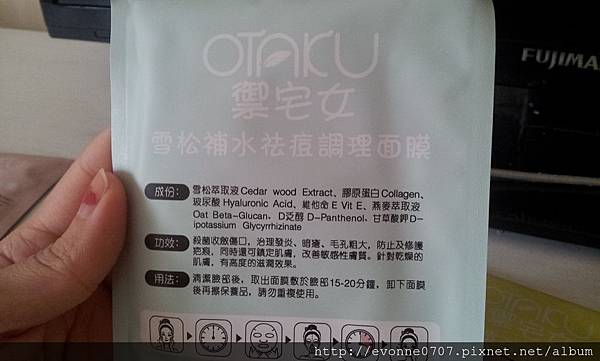 OTAKU
FUJIMA
禦宅女
雪松補水祛痘調理面膜
成份: 雪松萃取液 Cedar wood Extract、膠原蛋白 Collagen、
玻尿酸 Hyaluronic Acid、維他命 E Vit E、燕麥萃取液
Oat Beta-Glucan、D泛醇 D-Panthenol、甘草酸鉀 D-
ipotassium Glycyrrhizinate
功效: 殺菌收斂傷口，治理發炎、暗瘡、毛孔粗大，防止及修護
疤痕，同時還可鎮定肌膚，改善敏感性膚質。針對乾燥的
肌膚，有高度的滋潤效果。
用法: 清潔臉部後，取出面膜敷於臉部15-20分鐘，卸下面膜
後再擦保養品，請勿重複使用。
http://evonne0707.pixnet.net/album